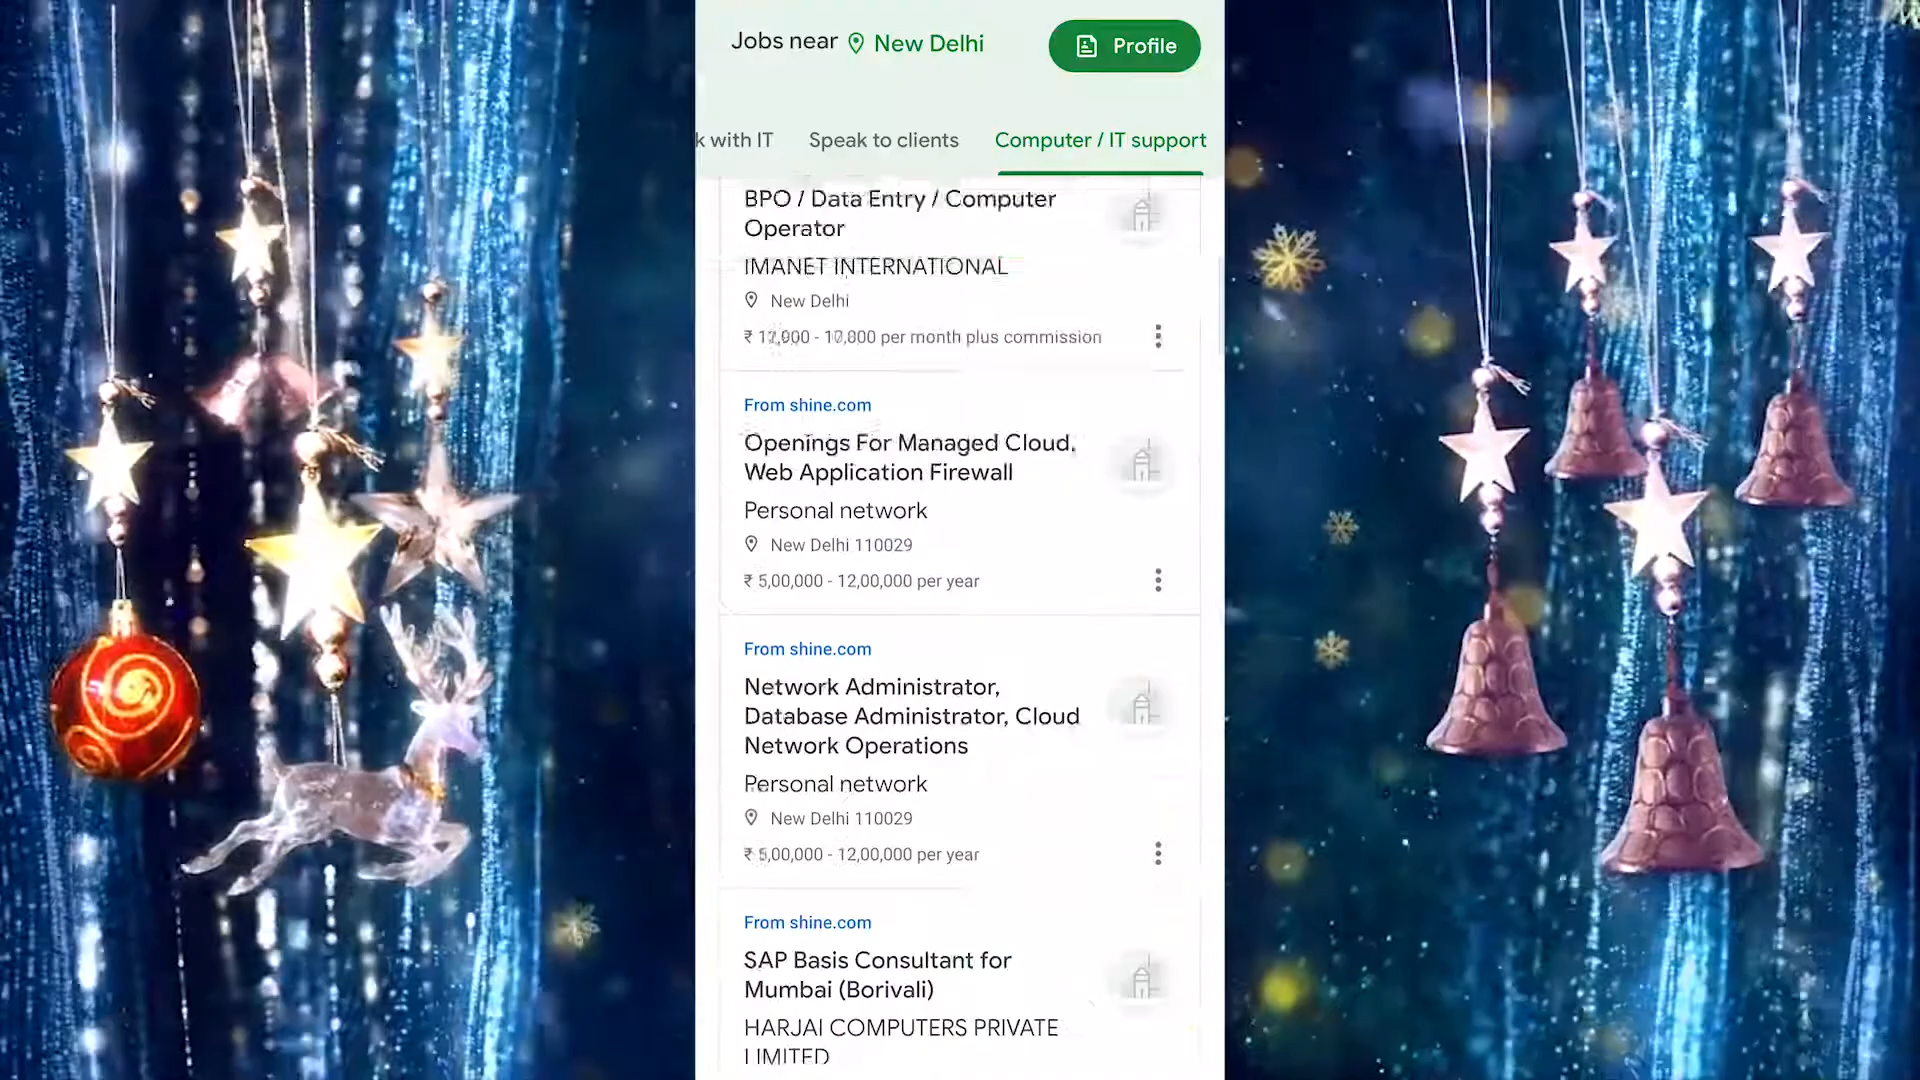 Jobs near New Delhi
Profile
k with IT
Speak to clients
Computer / IT support
BPO / Data Entry / Computer
Operator
IMANET INTERNATIONAL
New Delhi
per month plus commission
From shine.com
Openings For Managed Cloud,
Web Application Firewall
Personal network
New Delhi 110029
₹ 5,00,000 - 12,00,000 per year
From shine.com
Network Administrator,
Database Administrator, Cloud
Network Operations
Personal network
New Delhi 110029
₹ 5,00,000 - 12,00,000 per year
From shine.com
SAP Basis Consultant for
Mumbai (Borivali)
HARJAI COMPUTERS PRIVATE
LIMITED